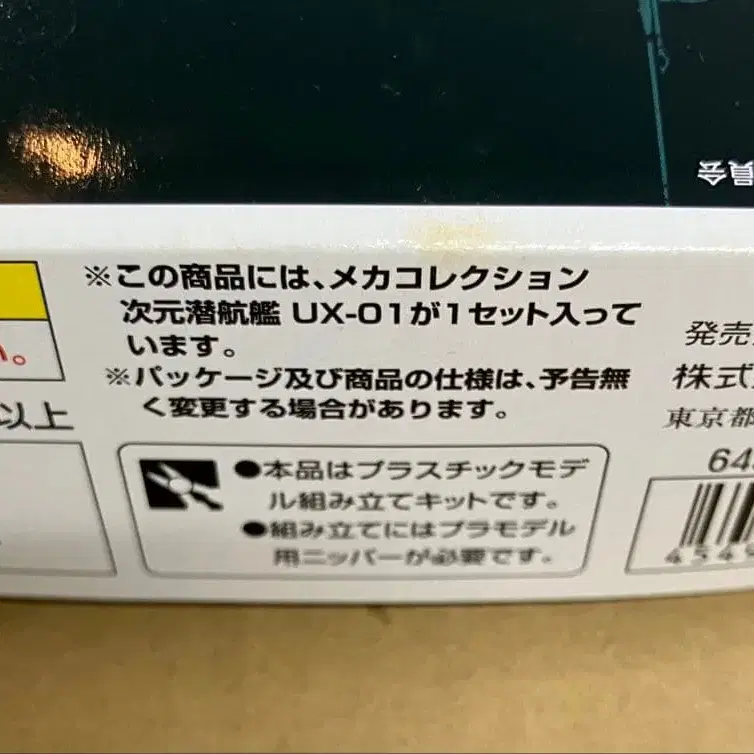 員会
※この商品には、メカコレクション
次元潜航艦 UX-01が1セット入って
います。
※パッケージ及び商品の仕様は、予告無
く変更する場合があります。
い。
以上
●本品はプラスチックモデ
ル組み立てキットです。
●組み立てにはプラモデル
用ニッパーが必要です。
発売
株式
東京都
64
4549